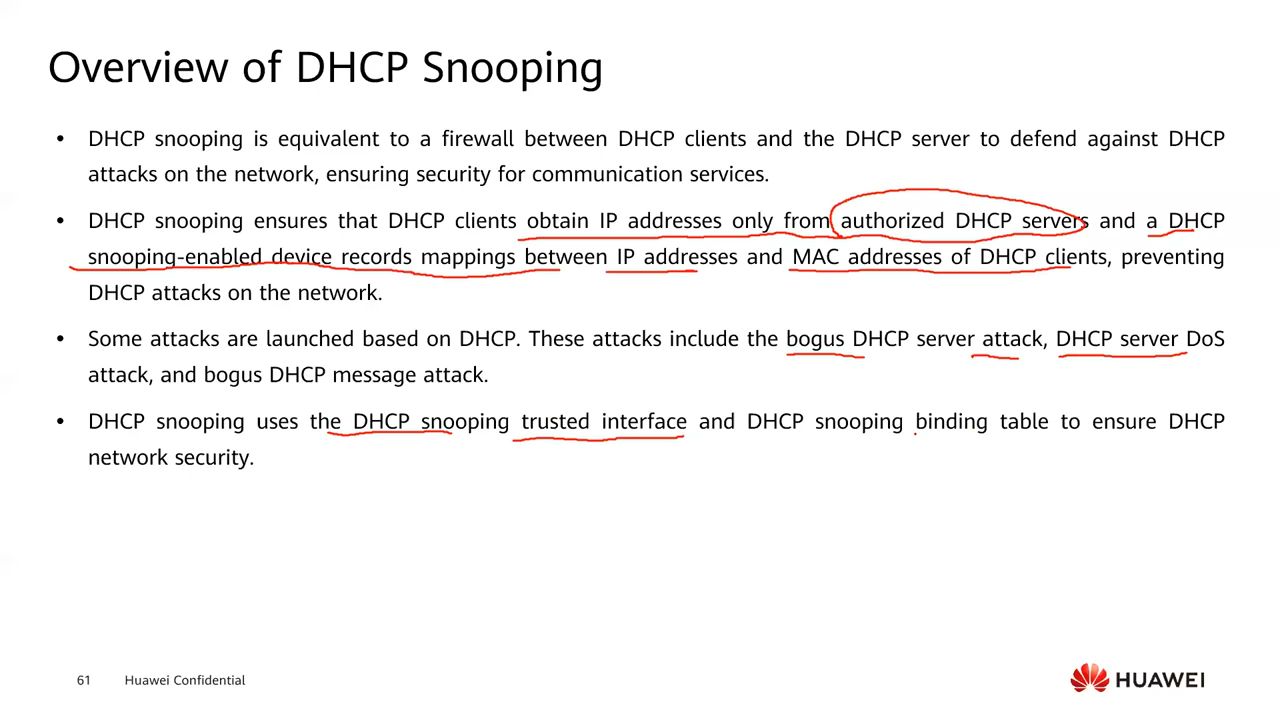 Overview of DHCP Snooping
• DHCP snooping is equivalent to a firewall between DHCP clients and the DHCP server to defend against DHCP
attacks on the network, ensuring security for communication services.
• DHCP snooping ensures that DHCP clients obtain IP addresses only from authorized DHCP servers and a DHCP
snooping-enabled device records mappings between IP addresses and MAC addresses of DHCP clients, preventing
DHCP attacks on the network.
• Some attacks are launched based on DHCP. These attacks include the bogus DHCP server attack, DHCP server DoS
attack, and bogus DHCP message attack.
• DHCP snooping uses the DHCP snooping trusted interface and DHCP snooping binding table to ensure DHCP
network security.
61 Huawei Confidential
HUAWEI